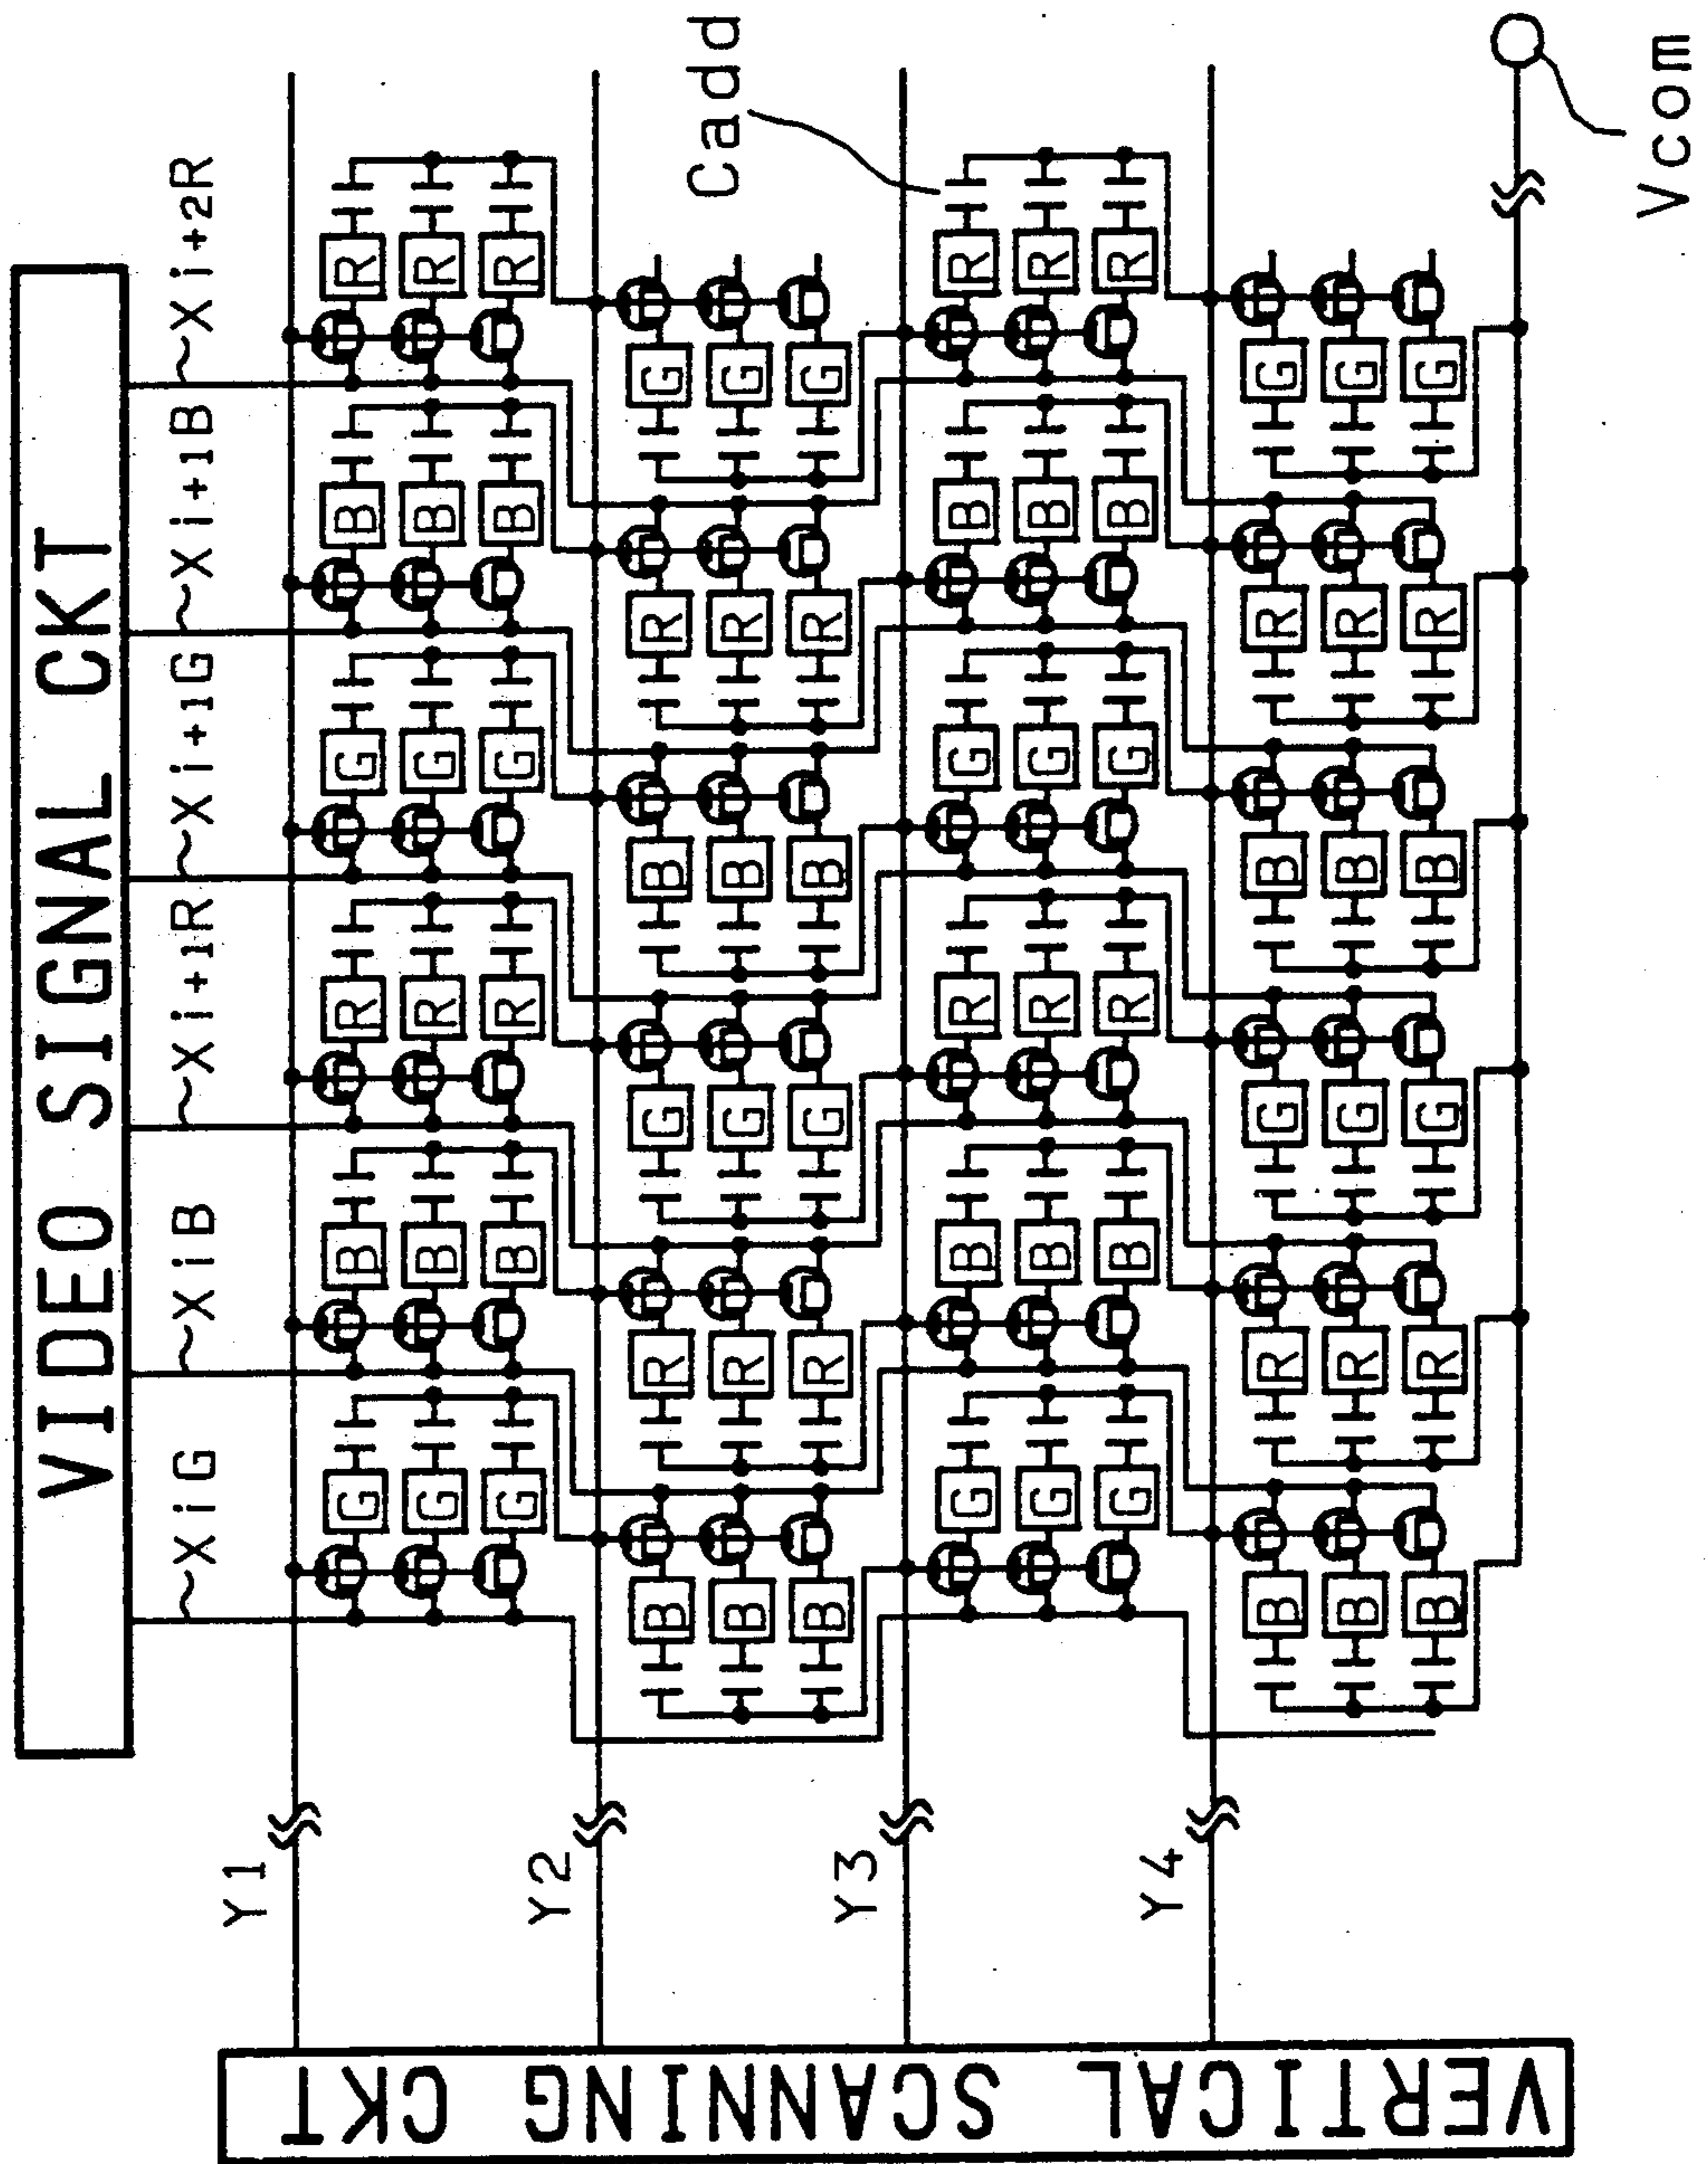 VIDEO SIGNAL CKT
XiG XiB Xi+1R Xi+1G Xi+1B Xi+2R
VERTICAL SCANNING CKT
Y1
G B R G B R
G B R G B R
G B R G B R
Y2
B R G B R G
Cadd
B R G B R G
B R G B R G
Y3
G B R G B R
G B R G B R
G B R G B R
Y4
B R G B R G
B R G B R G
B R G B R G
Vcom